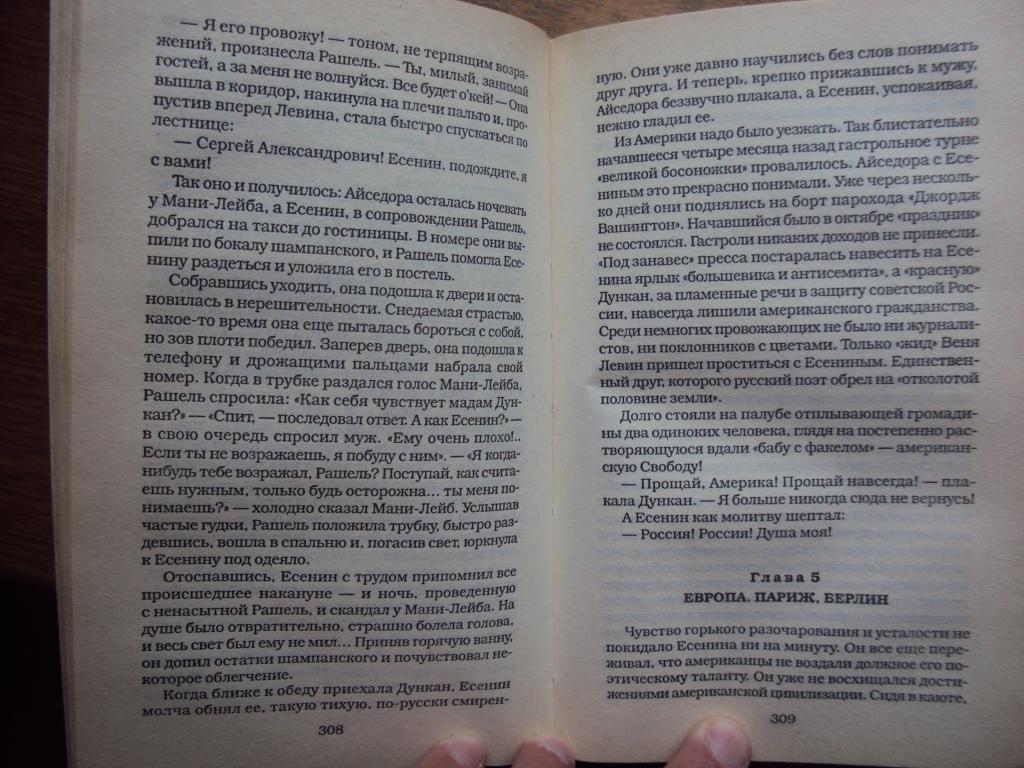 — Я его провожу! — тоном, не терпящим возра-
жений, произнесла Рашель. — Ты, милый, занимай
гостей, а за меня не волнуйся. Все будет о'кей! — Она
вышла в коридор, накинула на плечи пальто и, про-
пустив вперед Левина, стала быстро спускаться по
лестнице:
— Сергей Александрович! Есенин, подождите, я
с вами!
Так оно и получилось: Айседора осталась ночевать
у Мани-Лейба, а Есенин, в сопровождении Рашель,
добрался на такси до гостиницы. В номере они вы-
пили по бокалу шампанского, и Рашель помогла Есе-
нину раздеться и уложила его в постель.
Собравшись уходить, она подошла к двери и оста-
новилась в нерешительности. Снедаемая страстью,
какое-то время она еще пыталась бороться с собой,
но зов плоти победил. Заперев дверь, она подошла к
телефону и дрожащими пальцами набрала свой
номер. Когда в трубке раздался голос Мани-Лейба,
Рашель спросила: «Как себя чувствует мадам Дун-
кан?» — «Спит, — последовал ответ. А как Есенин?» —
в свою очередь спросил муж. «Ему очень плохо!..
Если ты не возражаешь, я побуду с ним». — «Я когда-
нибудь тебе возражал, Рашель? Поступай, как счита-
ешь нужным, только будь осторожна... ты меня по-
нимаешь?» — холодно сказал Мани-Лейб. Услышав
частые гудки, Рашель положила трубку, быстро раз-
девшись, вошла в спальню и, погасив свет, юркнула
к Есенину под одеяло.
Отоспавшись, Есенин с трудом припомнил все
происшедшее накануне — и ночь, проведенную
с ненасытной Рашель, и скандал у Мани-Лейба. На
душе было отвратительно, страшно болела голова,
и весь свет был ему не мил... Приняв горячую ванну,
он допил остатки шампанского и почувствовал не-
которое облегчение.
Когда ближе к обеду приехала Дункан, Есенин
молча обнял ее, такую тихую, по-русски смирен-
308
ную. Они уже давно научились без слов понимать
друг друга. И теперь, крепко прижавшись к мужу,
Айседора беззвучно плакала, а Есенин, успокаивая,
нежно гладил ее.
Из Америки надо было уезжать. Так блистательно
начавшееся четыре месяца назад гастрольное турне
«великой босоножки» провалилось. Айседора с Есе-
ниным это прекрасно понимали. Уже через несколь-
ко дней они поднялись на борт парохода «Джордж
Вашингтон». Начавшийся было в октябре «праздник»
не состоялся. Гастроли никаких доходов не принесли.
«Под занавес» пресса постаралась навесить на Есе-
нина ярлык «большевика и антисемита», а «красную»
Дункан, за пламенные речи в защиту советской Рос-
сии, навсегда лишили американского гражданства.
Среди немногих провожающих не было ни журнали-
стов, ни поклонников с цветами. Только «жид» Веня
Левин пришел проститься с Есениным. Единствен-
ный друг, которого русский поэт обрел на «отколотой
половине земли».
Долго стояли на палубе отплывающей громади-
ны два одиноких человека, глядя на постепенно рас-
творяющуюся вдали «бабу с факелом» — американ-
скую Свободу!
— Прощай, Америка! Прощай навсегда! — пла-
кала Дункан. — Я больше никогда сюда не вернусь!
А Есенин как молитву шептал:
— Россия! Россия! Душа моя!
Глава 5
ЕВРОПА. ПАРИЖ. БЕРЛИН
Чувство горького разочарования и усталости не
покидало Есенина ни на минуту. Он все еще пере-
живал, что американцы не воздали должное его по-
этическому таланту. Он уже не восхищался дости-
жениями американской цивилизации. Сидя в каюте,
309